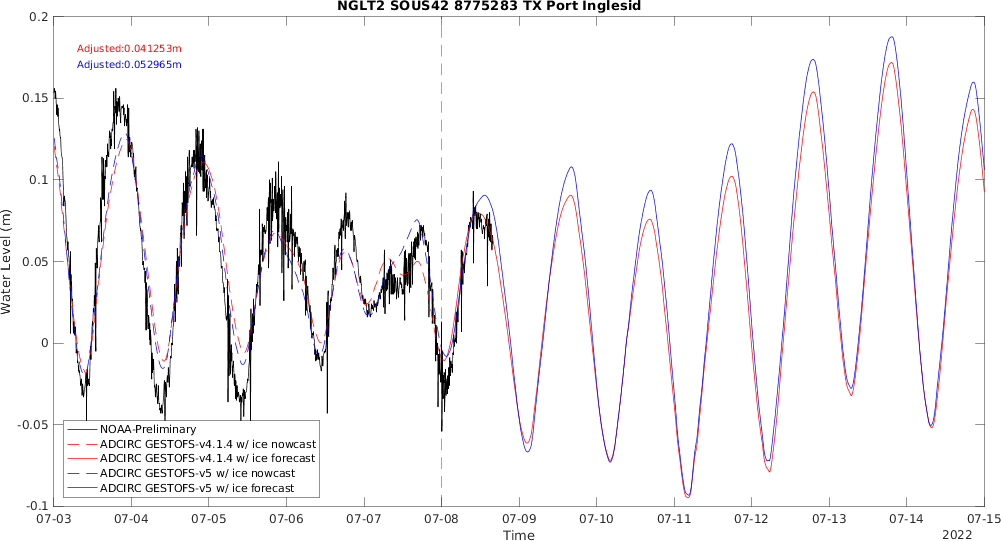 NGLT2 SOUS42 8775283 TX Port Inglesid
Adjusted:0.041253m
Adjusted:0.052965m
0.2
0.15
0.1
0.05
0
-0.05
-0.1
Water Level (m)
NOAA-Preliminary
ADCIRC GESTOFS-v4.1.4 w/ ice nowcast
ADCIRC GESTOFS-v4.1.4 w/ ice forecast
ADCIRC GESTOFS-v5 w/ ice nowcast
ADCIRC GESTOFS-v5 w/ ice forecast
07-03 07-04 07-05 07-06 07-07 07-08 07-09 07-10 07-11 07-12 07-13 07-14 07-15
Time
2022